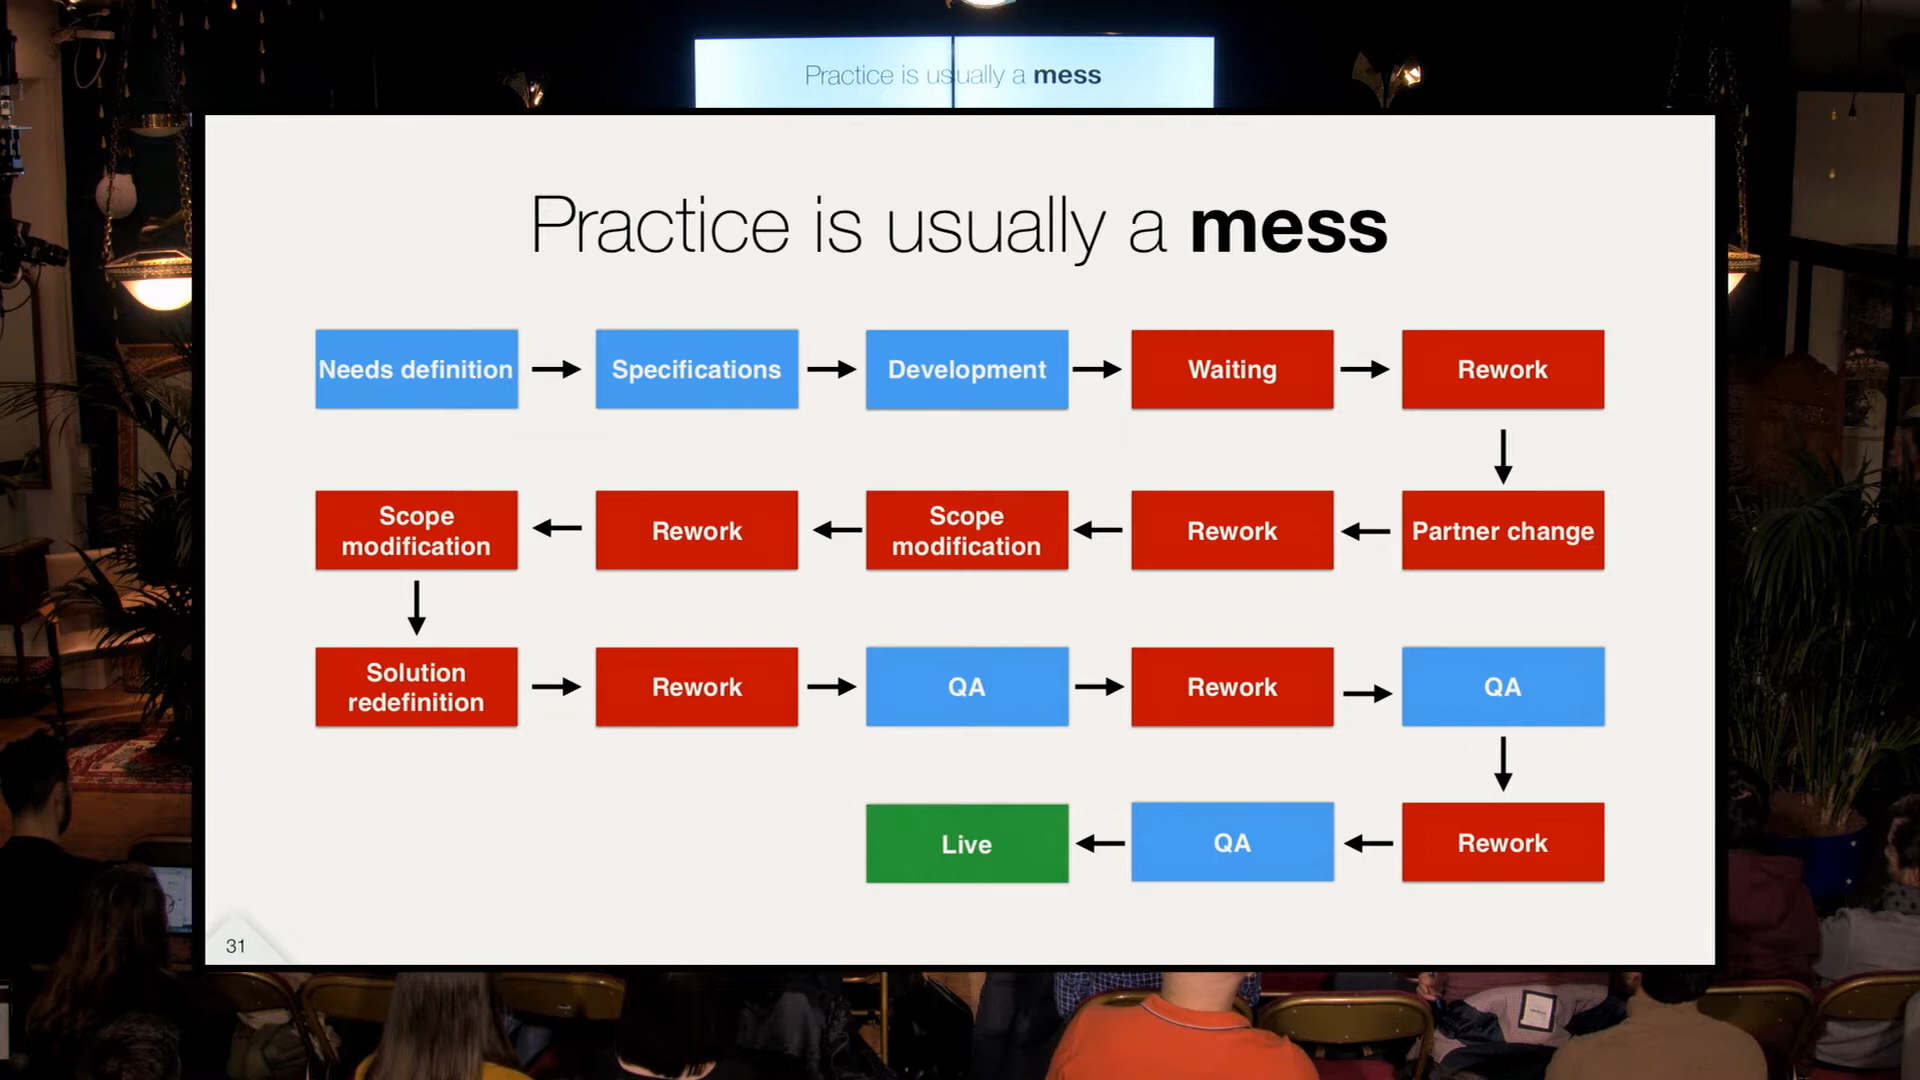 Practice is usually a mess
Practice is usually a mess
Needs definition
Specifications
Development
Waiting
Rework
Scope
modification
Rework
Scope
modification
Rework
Partner change
Solution
redefinition
Rework
QA
Rework
QA
Live
QA
Rework
31